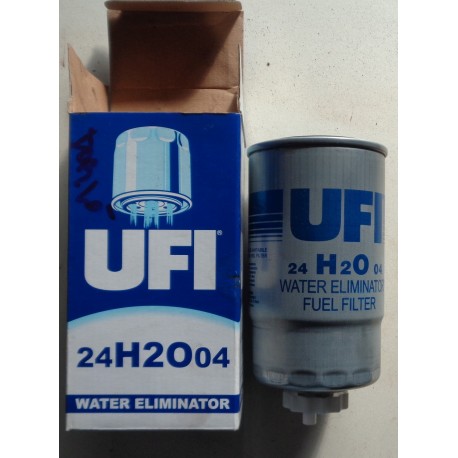 UFI
24H2O04
WATER ELIMINATOR
UFI
24 H2O 04
WATER ELIMINATOR
FUEL FILTER